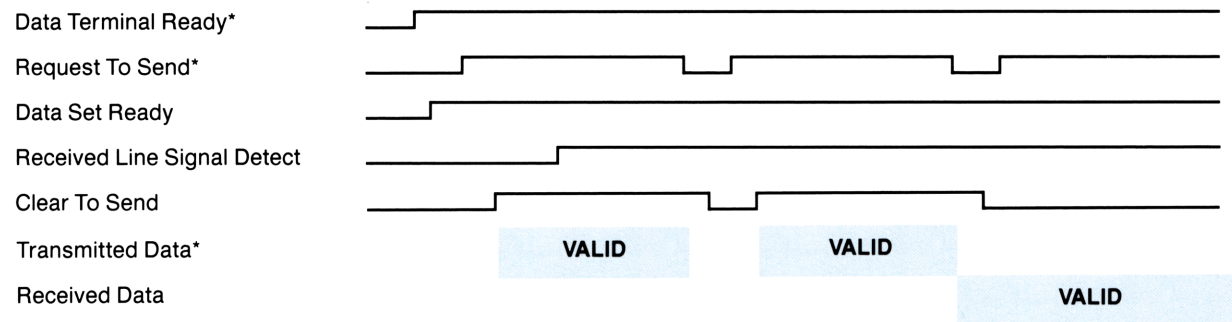 Data Terminal Ready*
Request To Send*
Data Set Ready
Received Line Signal Detect
Clear To Send
Transmitted Data* VALID VALID
Received Data VALID